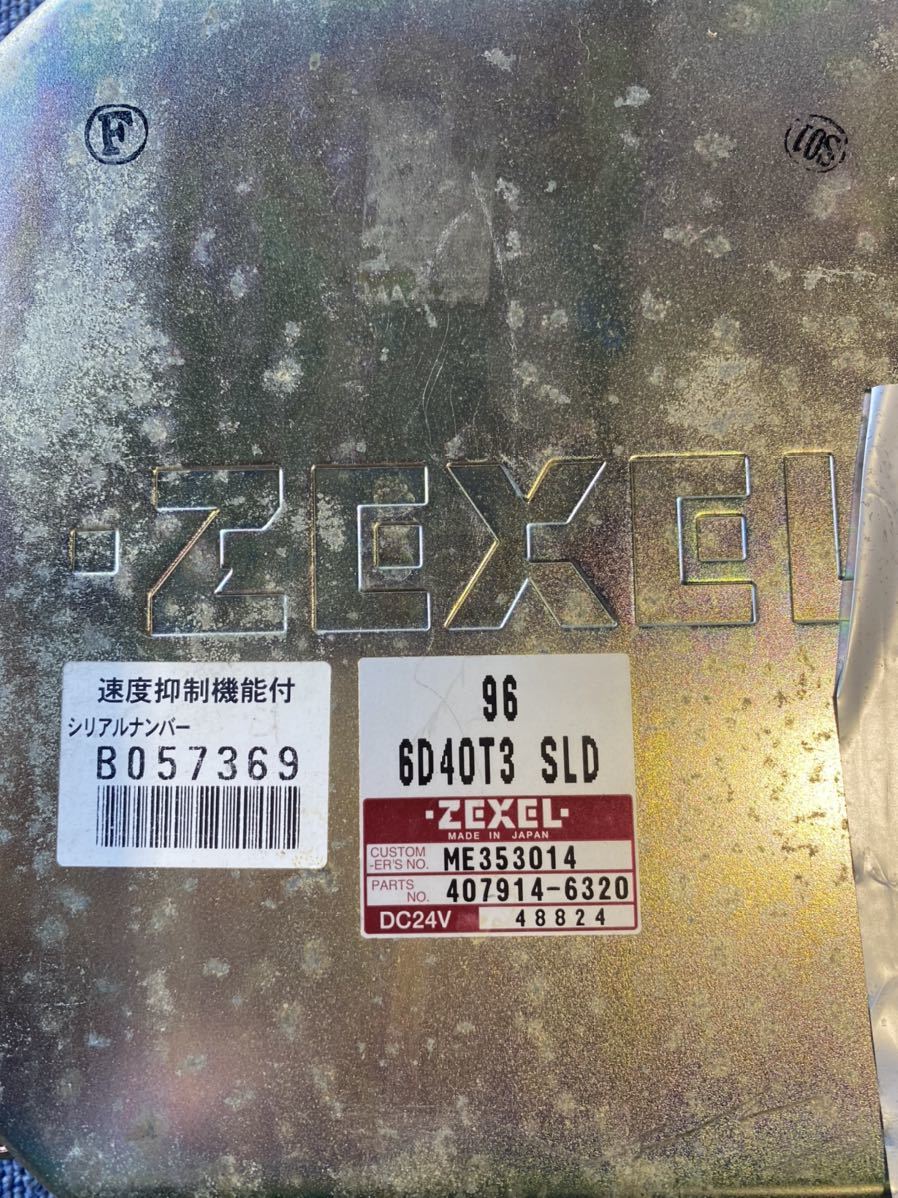 F
S01
·ZEXEL
速度抑制機能付
シリアルナンバー
B057369
96
6D40T3 SLD
·ZEXEL·
MADE IN JAPAN
CUSTOM
-ER'S NO. ME353014
PARTS
NO. 407914-6320
DC24V 48824